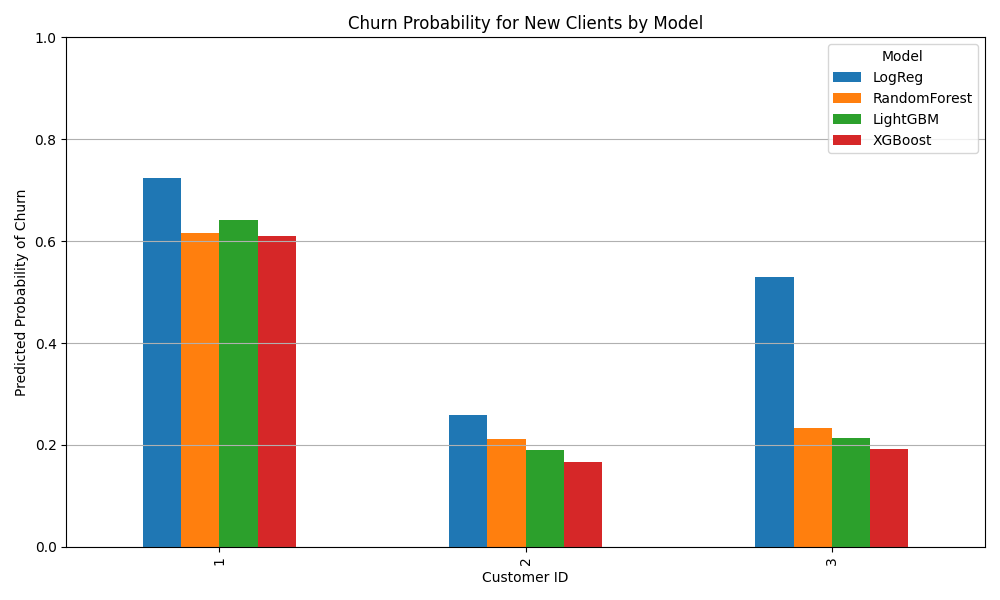 Churn Probability for New Clients by Model
Predicted Probability of Churn
1.0
0.8
0.6
0.4
0.2
0.0
Model
LogReg
RandomForest
LightGBM
XGBoost
1
2
3
Customer ID